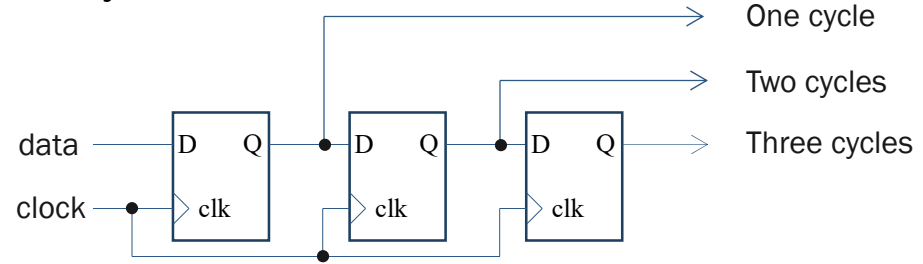 One cycle
Two cycles
data D Q D Q D Q Three cycles
clock clk clk clk